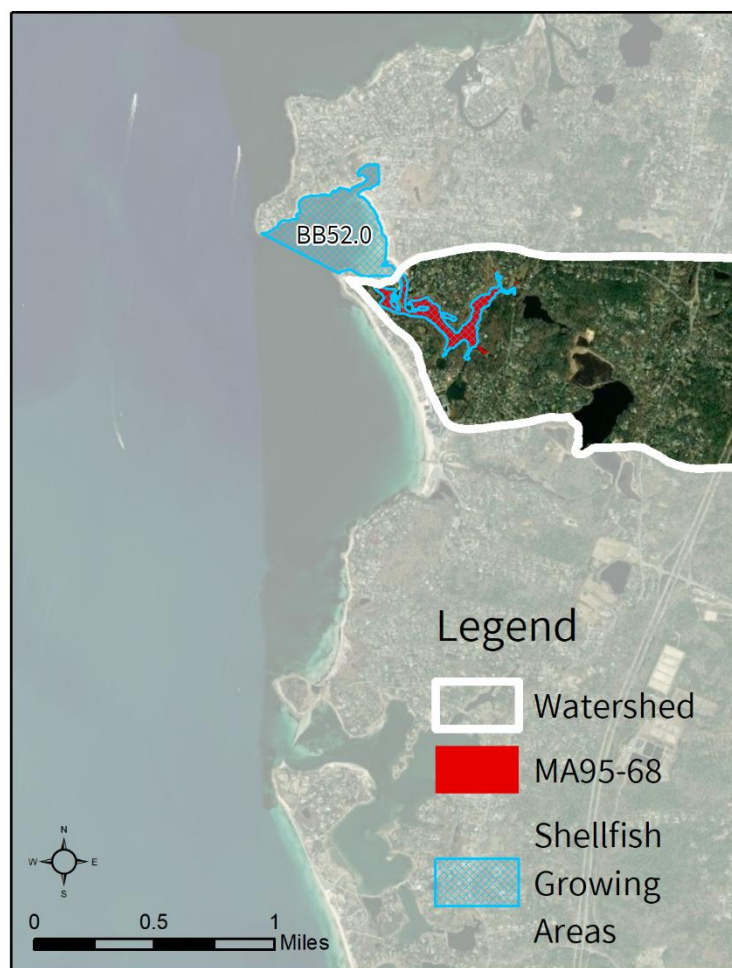 BB52.0
Legend
Watershed
MA95-68
Shellfish
Growing
Areas
N
W E
S
0 0.5 1
Miles